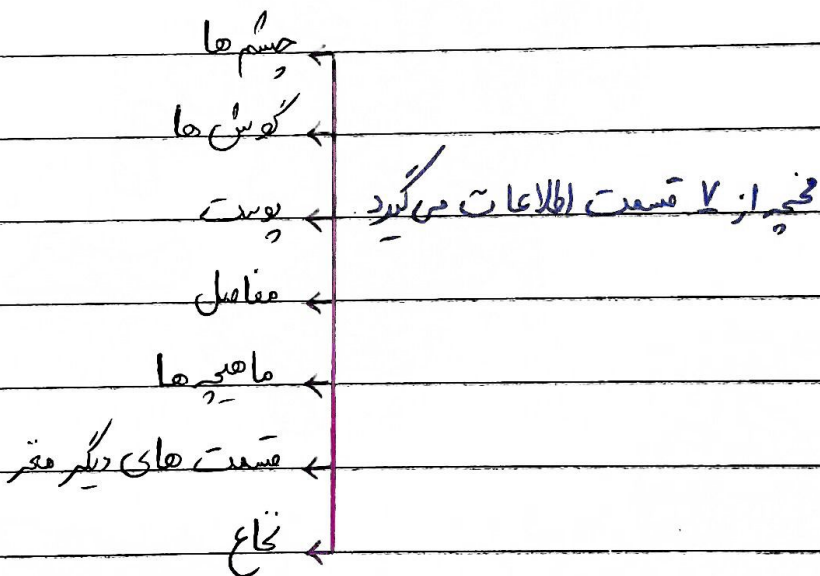 مخچه از ۷ قسمت اطلاعات می گیرد
چشم ها
گوش ها
پوست
مفاصل
ماهیچه ها
قسمت های دیگر مغز
نخاع